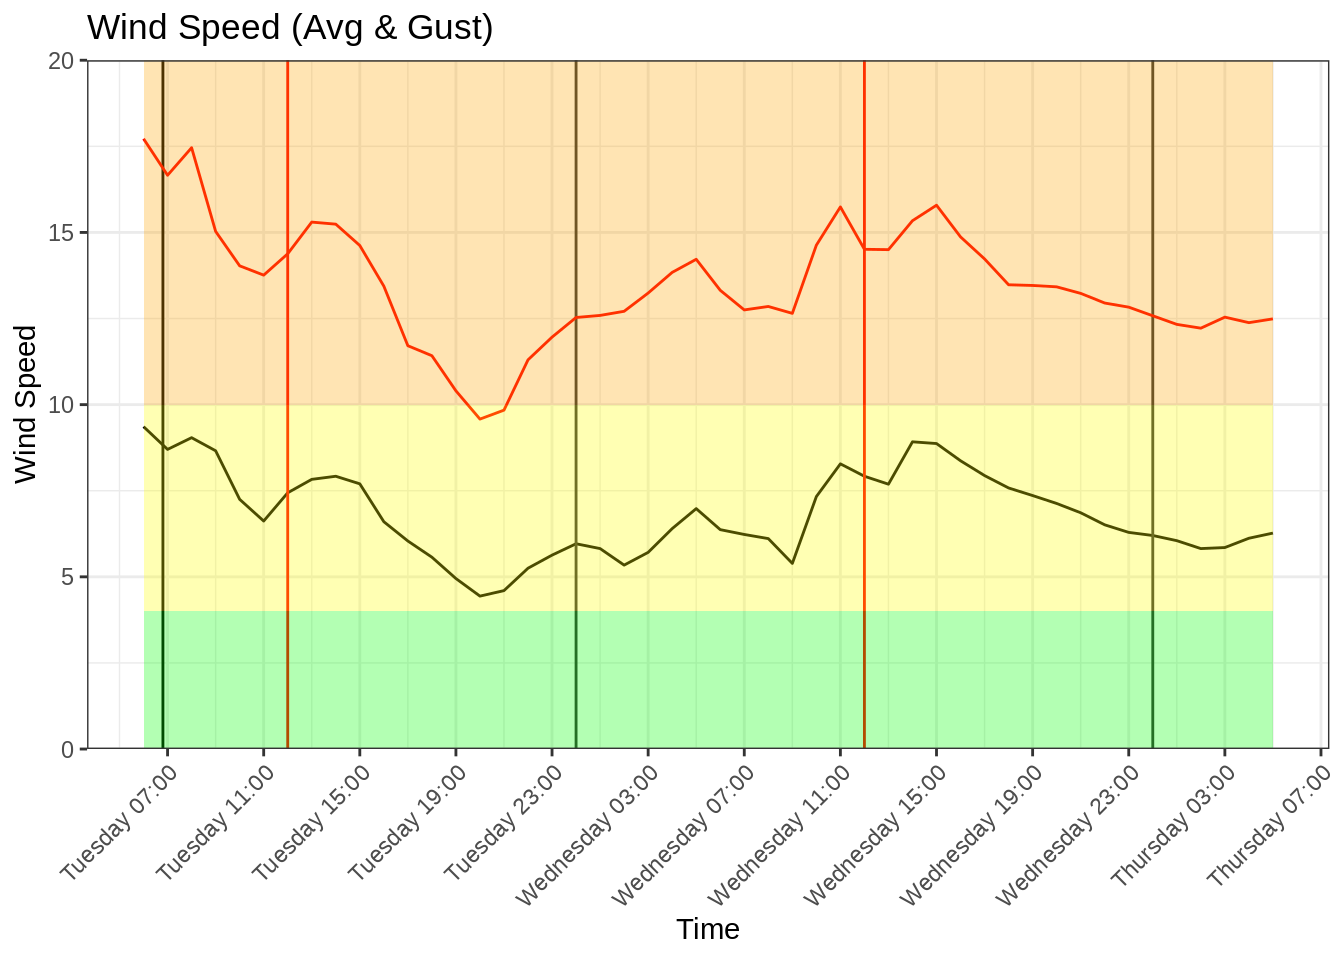 Wind Speed (Avg & Gust)
Wind Speed
20
15
10
5
0
Tuesday 07:00
Tuesday 11:00
Tuesday 15:00
Tuesday 19:00
Tuesday 23:00
Wednesday 03:00
Wednesday 07:00
Wednesday 11:00
Wednesday 15:00
Wednesday 19:00
Wednesday 23:00
Thursday 03:00
Thursday 07:00
Time